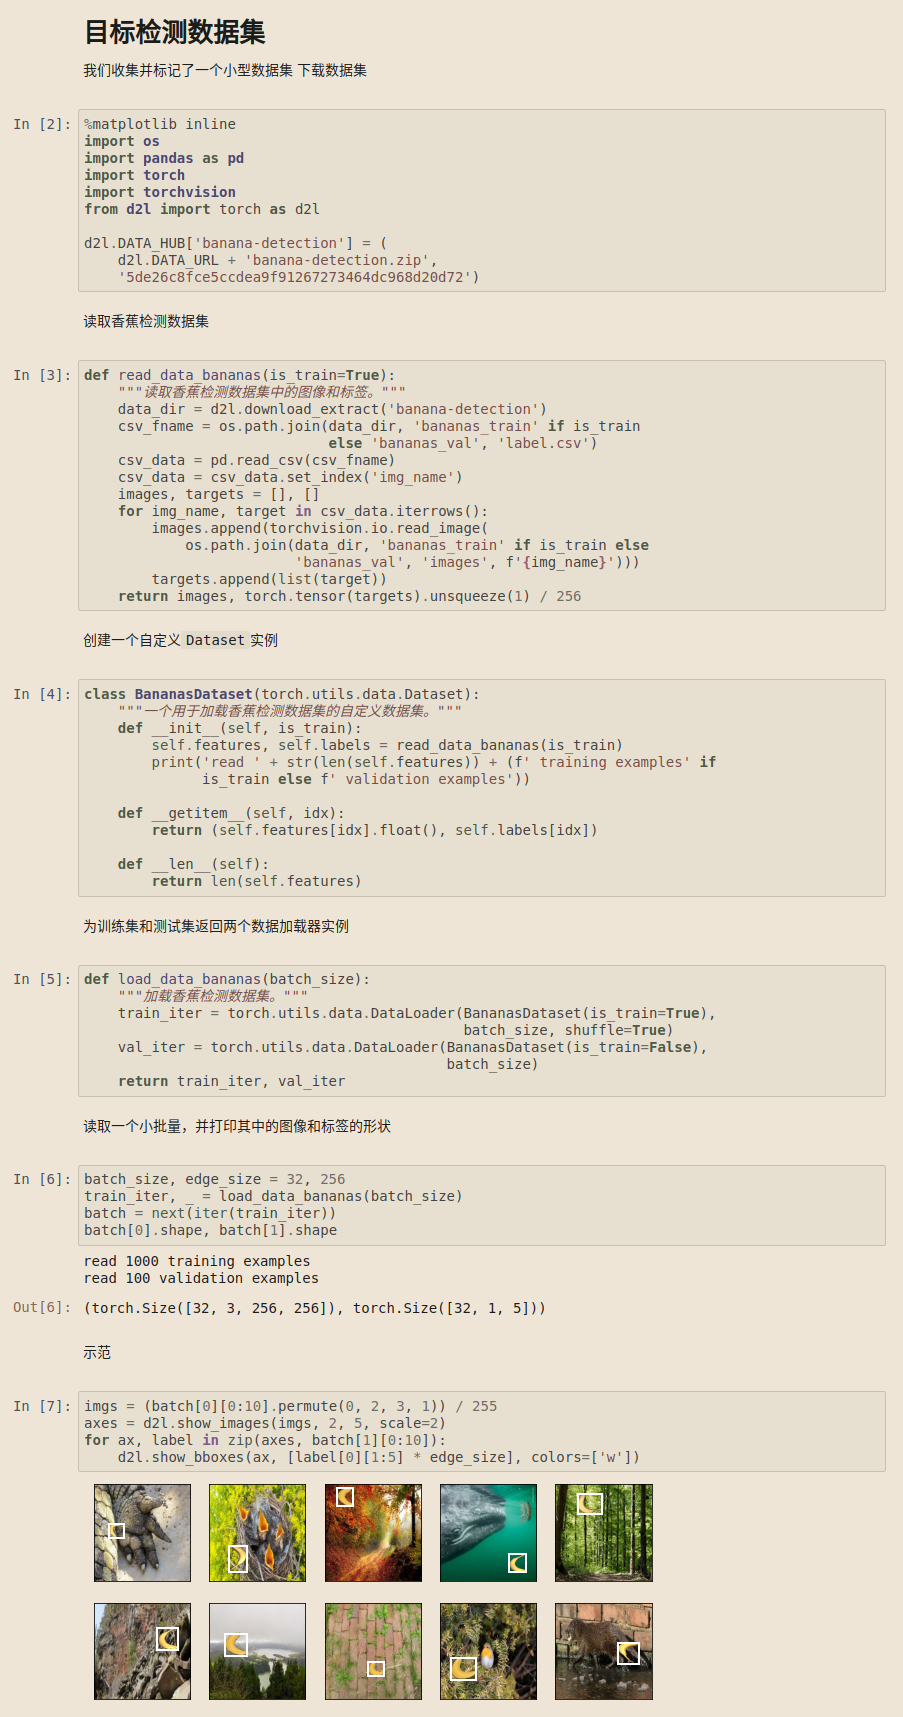 目标检测数据集
我们收集并标记了一个小型数据集 下载数据集
In [2]: %matplotlib inline
import os
import pandas as pd
import torch
import torchvision
from d2l import torch as d2l
d2l.DATA_HUB['banana-detection'] = (
    d2l.DATA_URL + 'banana-detection.zip',
    '5de26c8fce5ccdea9f91267273464dc968d20d72')
读取香蕉检测数据集
In [3]: def read_data_bananas(is_train=True):
    """读取香蕉检测数据集中的图像和标签。"""
    data_dir = d2l.download_extract('banana-detection')
    csv_fname = os.path.join(data_dir, 'bananas_train' if is_train
                             else 'bananas_val', 'label.csv')
    csv_data = pd.read_csv(csv_fname)
    csv_data = csv_data.set_index('img_name')
    images, targets = [], []
    for img_name, target in csv_data.iterrows():
        images.append(torchvision.io.read_image(
            os.path.join(data_dir, 'bananas_train' if is_train else
                         'bananas_val', 'images', f'{img_name}')))
        targets.append(list(target))
    return images, torch.tensor(targets).unsqueeze(1) / 256
创建一个自定义 Dataset 实例
In [4]: class BananasDataset(torch.utils.data.Dataset):
    """一个用于加载香蕉检测数据集的自定义数据集。"""
    def __init__(self, is_train):
        self.features, self.labels = read_data_bananas(is_train)
        print('read ' + str(len(self.features)) + (f' training examples' if
              is_train else f' validation examples'))
    def __getitem__(self, idx):
        return (self.features[idx].float(), self.labels[idx])
    def __len__(self):
        return len(self.features)
为训练集和测试集返回两个数据加载器实例
In [5]: def load_data_bananas(batch_size):
    """加载香蕉检测数据集。"""
    train_iter = torch.utils.data.DataLoader(BananasDataset(is_train=True),
                                             batch_size, shuffle=True)
    val_iter = torch.utils.data.DataLoader(BananasDataset(is_train=False),
                                           batch_size)
    return train_iter, val_iter
读取一个小批量，并打印其中的图像和标签的形状
In [6]: batch_size, edge_size = 32, 256
train_iter, _ = load_data_bananas(batch_size)
batch = next(iter(train_iter))
batch[0].shape, batch[1].shape
read 1000 training examples
read 100 validation examples
Out[6]: (torch.Size([32, 3, 256, 256]), torch.Size([32, 1, 5]))
示范
In [7]: imgs = (batch[0][0:10].permute(0, 2, 3, 1)) / 255
axes = d2l.show_images(imgs, 2, 5, scale=2)
for ax, label in zip(axes, batch[1][0:10]):
    d2l.show_bboxes(ax, [label[0][1:5] * edge_size], colors=['w'])